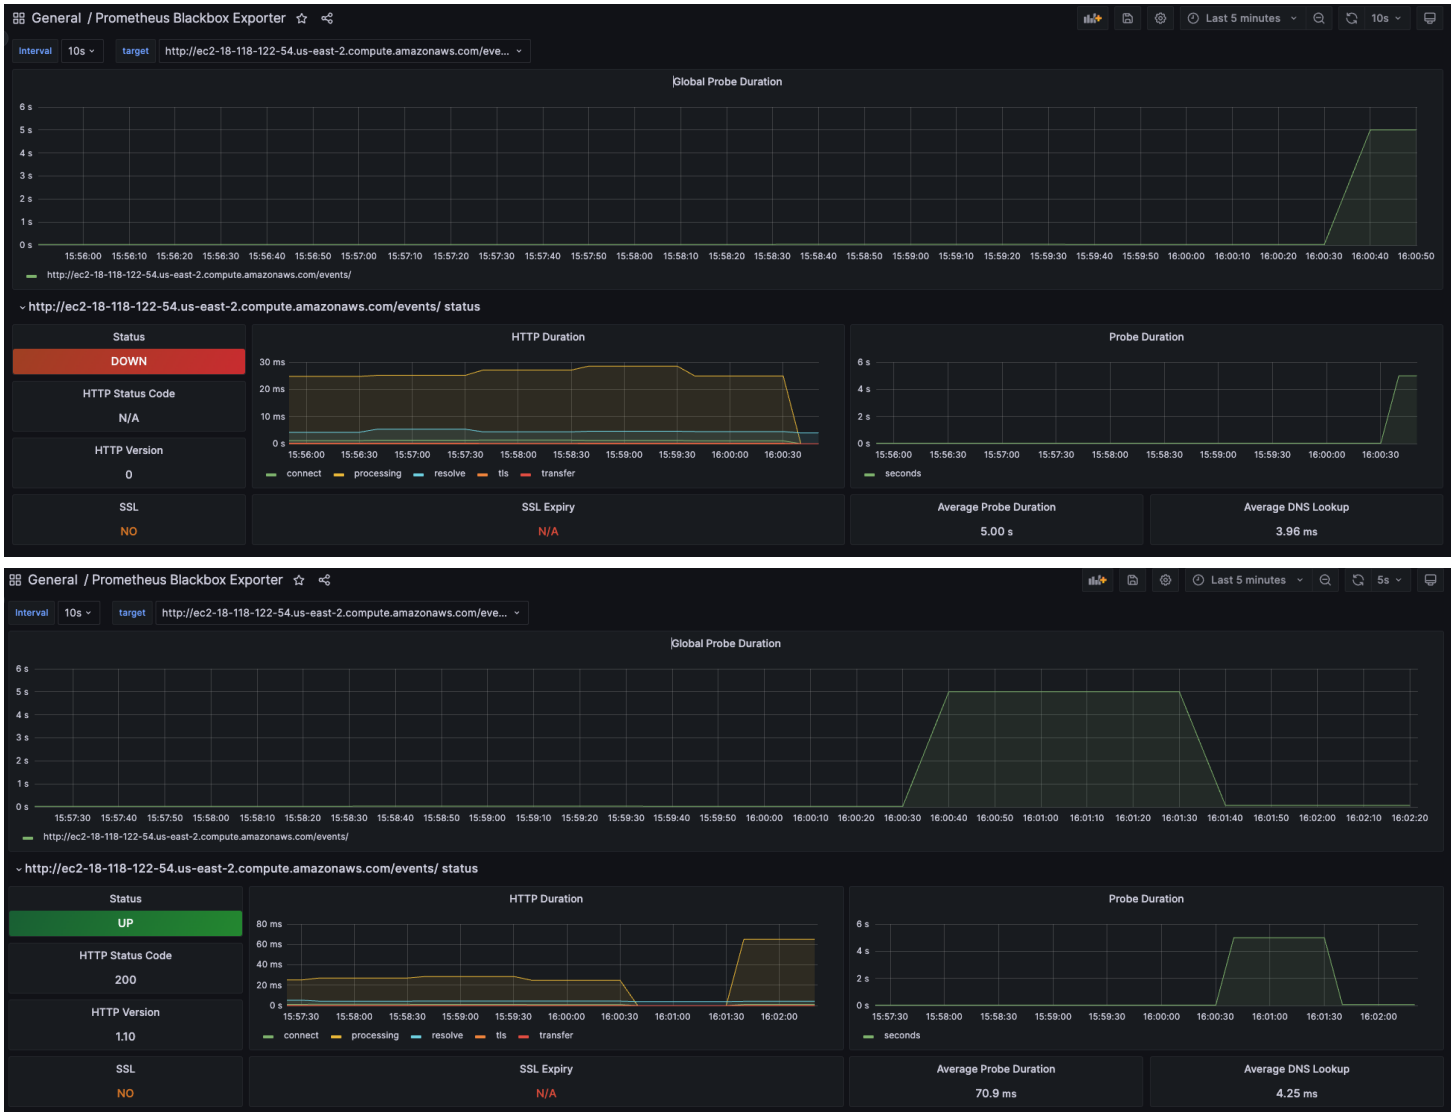 General / Prometheus Blackbox Exporter
Last 5 minutes
10s
Interval 10s target http://ec2-18-118-122-54.us-east-2.compute.amazonaws.com/eve...
Global Probe Duration
6 s
5 s
4 s
3 s
2 s
1 s
0 s
15:56:00 15:56:10 15:56:20 15:56:30 15:56:40 15:56:50 15:57:00 15:57:10 15:57:20 15:57:30 15:57:40 15:57:50 15:58:00 15:58:10 15:58:20 15:58:30 15:58:40 15:58:50 15:59:00 15:59:10 15:59:20 15:59:30 15:59:40 15:59:50 16:00:00 16:00:10 16:00:20 16:00:30 16:00:40 16:00:50
http://ec2-18-118-122-54.us-east-2.compute.amazonaws.com/events/
http://ec2-18-118-122-54.us-east-2.compute.amazonaws.com/events/ status
Status
DOWN
HTTP Status Code
N/A
HTTP Version
0
SSL
NO
HTTP Duration
30 ms
20 ms
10 ms
0 s
15:56:00 15:56:30 15:57:00 15:57:30 15:58:00 15:58:30 15:59:00 15:59:30 16:00:00 16:00:30
connect processing resolve tls transfer
SSL Expiry
N/A
Probe Duration
6 s
4 s
2 s
0 s
15:56:00 15:56:30 15:57:00 15:57:30 15:58:00 15:58:30 15:59:00 15:59:30 16:00:00 16:00:30
seconds
Average Probe Duration
5.00 s
Average DNS Lookup
3.96 ms
General / Prometheus Blackbox Exporter
Last 5 minutes
5s
Interval 10s target http://ec2-18-118-122-54.us-east-2.compute.amazonaws.com/eve...
Global Probe Duration
6 s
5 s
4 s
3 s
2 s
1 s
0 s
15:57:30 15:57:40 15:57:50 15:58:00 15:58:10 15:58:20 15:58:30 15:58:40 15:58:50 15:59:00 15:59:10 15:59:20 15:59:30 15:59:40 15:59:50 16:00:00 16:00:10 16:00:20 16:00:30 16:00:40 16:00:50 16:01:00 16:01:10 16:01:20 16:01:30 16:01:40 16:01:50 16:02:00 16:02:10 16:02:20
http://ec2-18-118-122-54.us-east-2.compute.amazonaws.com/events/
http://ec2-18-118-122-54.us-east-2.compute.amazonaws.com/events/ status
Status
UP
HTTP Status Code
200
HTTP Version
1.10
SSL
NO
HTTP Duration
80 ms
60 ms
40 ms
20 ms
0 s
15:57:30 15:58:00 15:58:30 15:59:00 15:59:30 16:00:00 16:00:30 16:01:00 16:01:30 16:02:00
connect processing resolve tls transfer
SSL Expiry
N/A
Probe Duration
6 s
4 s
2 s
0 s
15:57:30 15:58:00 15:58:30 15:59:00 15:59:30 16:00:00 16:00:30 16:01:00 16:01:30 16:02:00
seconds
Average Probe Duration
70.9 ms
Average DNS Lookup
4.25 ms